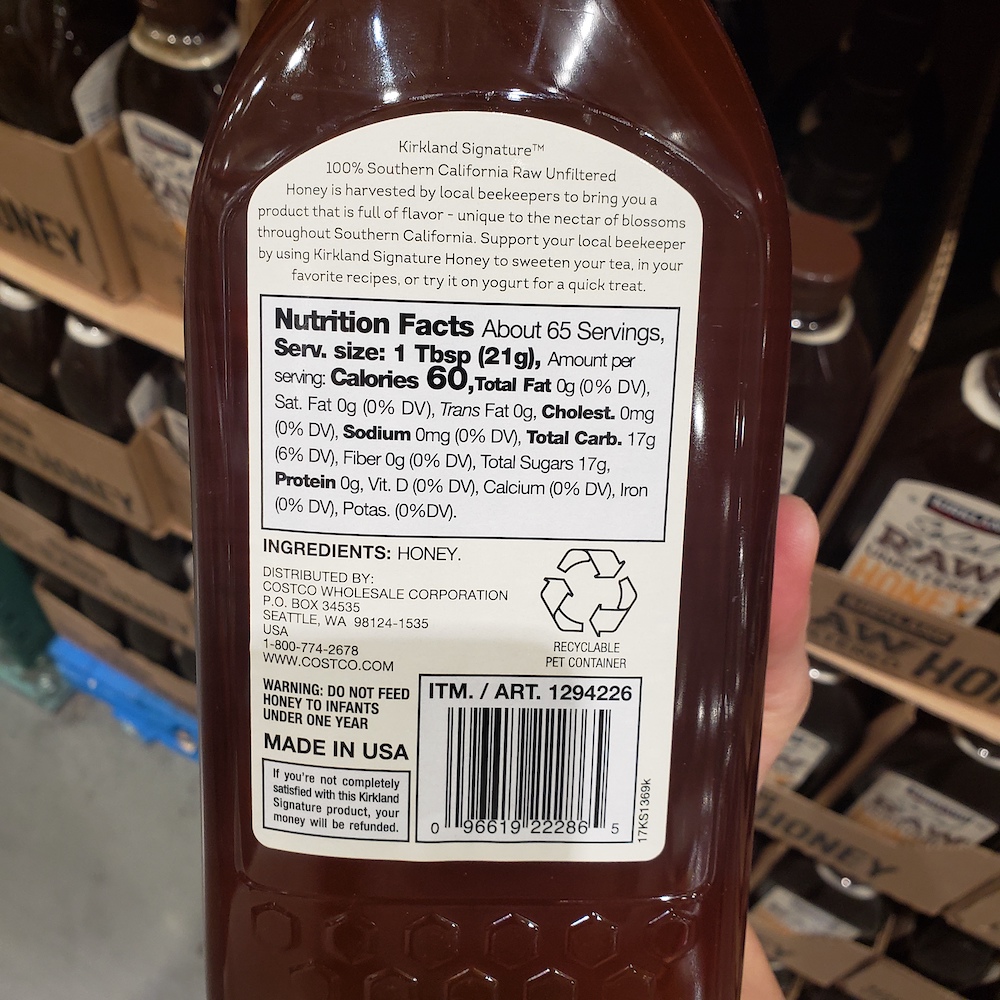 Kirkland Signature™
100% Southern California Raw Unfiltered
Honey is harvested by local beekeepers to bring you a
product that is full of flavor - unique to the nectar of blossoms
throughout Southern California. Support your local beekeeper
by using Kirkland Signature Honey to sweeten your tea, in your
favorite recipes, or try it on yogurt for a quick treat.
Nutrition Facts About 65 Servings,
Serv. size: 1 Tbsp (21g), Amount per
serving: Calories 60, Total Fat 0g (0% DV),
Sat. Fat 0g (0% DV), Trans Fat 0g, Cholest. 0mg
(0% DV), Sodium 0mg (0% DV), Total Carb. 17g
(6% DV), Fiber 0g (0% DV), Total Sugars 17g,
Protein 0g, Vit. D (0% DV), Calcium (0% DV), Iron
(0% DV), Potas. (0%DV).
INGREDIENTS: HONEY.
DISTRIBUTED BY:
COSTCO WHOLESALE CORPORATION
P.O. BOX 34535
SEATTLE, WA 98124-1535
USA
1-800-774-2678
WWW.COSTCO.COM
RECYCLABLE
PET CONTAINER
WARNING: DO NOT FEED
HONEY TO INFANTS
UNDER ONE YEAR
MADE IN USA
If you're not completely
satisfied with this Kirkland
Signature product, your
money will be refunded.
ITM. / ART. 1294226
0 96619 22286 5
17KS1369k
RAW
UNFILTERED
HONEY
HONEY
RAW